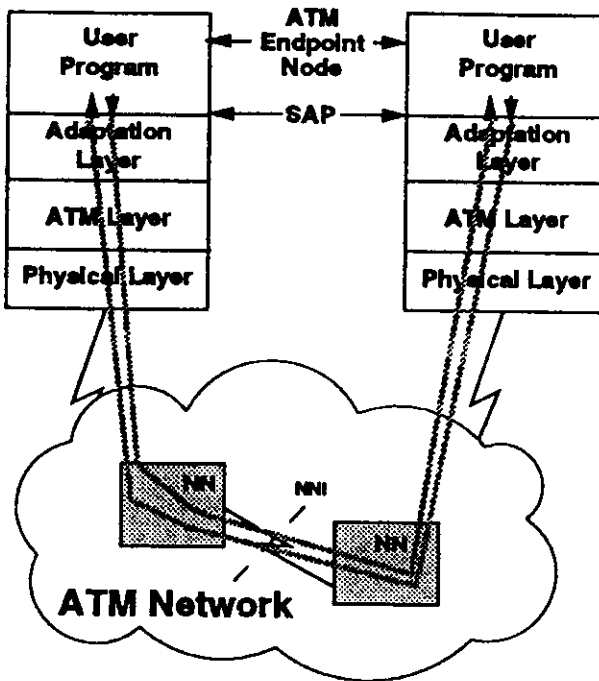 User
Program
ATM
Endpoint
Node
User
Program
SAP
Adaptation
Layer
Adaptation
Layer
ATM Layer
ATM Layer
Physical Layer
Physical Layer
NN
NNI
NN
ATM Network